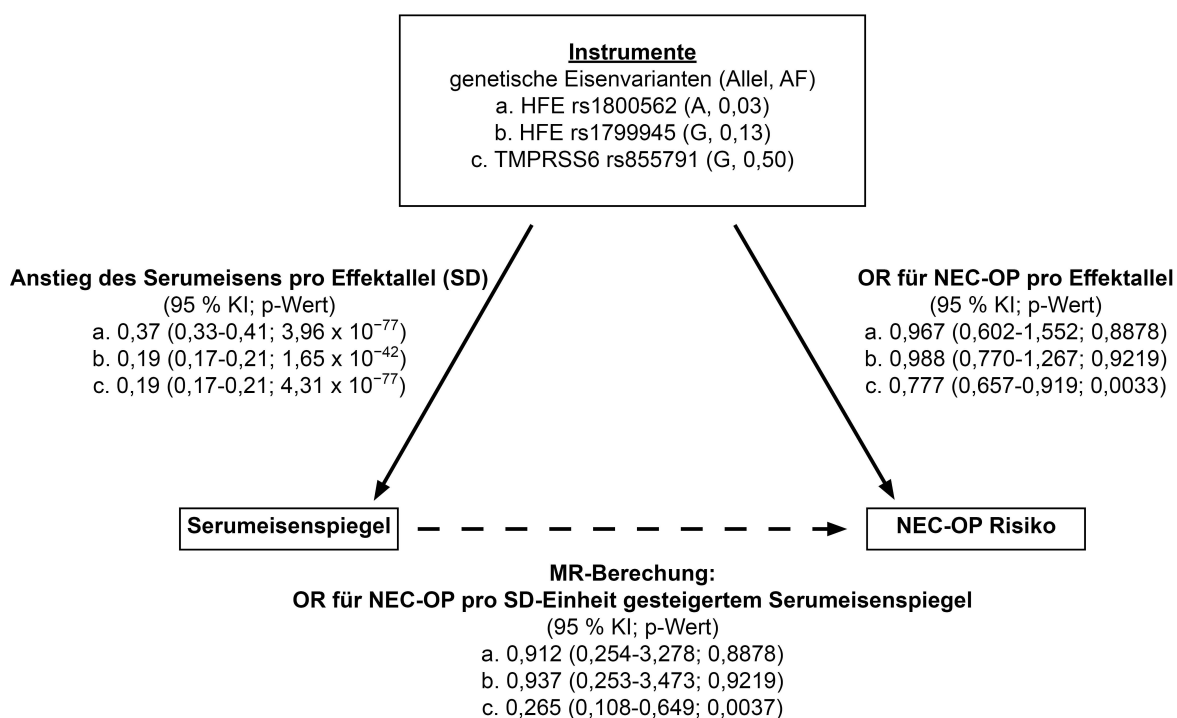 Instrumente
genetische Eisenvarianten (Allel, AF)
a. HFE rs1800562 (A, 0,03)
b. HFE rs1799945 (G, 0,13)
c. TMPRSS6 rs855791 (G, 0,50)
Anstieg des Serumeisens pro Effektallel (SD)
(95 % KI; p-Wert)
a. 0,37 (0,33-0,41; 3,96 x 10⁻⁷⁷)
b. 0,19 (0,17-0,21; 1,65 x 10⁻⁴²)
c. 0,19 (0,17-0,21; 4,31 x 10⁻⁷⁷)
OR für NEC-OP pro Effektallel
(95 % KI; p-Wert)
a. 0,967 (0,602-1,552; 0,8878)
b. 0,988 (0,770-1,267; 0,9219)
c. 0,777 (0,657-0,919; 0,0033)
Serumeisenspiegel
NEC-OP Risiko
MR-Berechung:
OR für NEC-OP pro SD-Einheit gesteigertem Serumeisenspiegel
(95 % KI; p-Wert)
a. 0,912 (0,254-3,278; 0,8878)
b. 0,937 (0,253-3,473; 0,9219)
c. 0,265 (0,108-0,649; 0,0037)